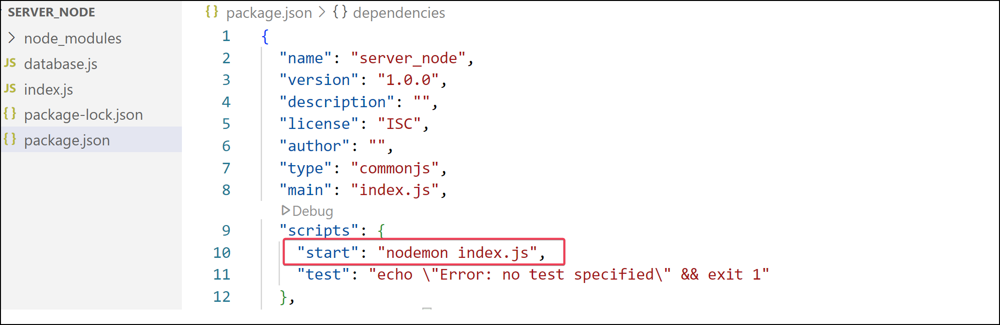 SERVER_NODE
node_modules
JS database.js
JS index.js
{} package-lock.json
{} package.json
{} package.json > {} dependencies
1 {
2 "name": "server_node",
3 "version": "1.0.0",
4 "description": "",
5 "license": "ISC",
6 "author": "",
7 "type": "commonjs",
8 "main": "index.js",
Debug
9 "scripts": {
10 "start": "nodemon index.js",
11 "test": "echo \"Error: no test specified\" && exit 1"
12 },